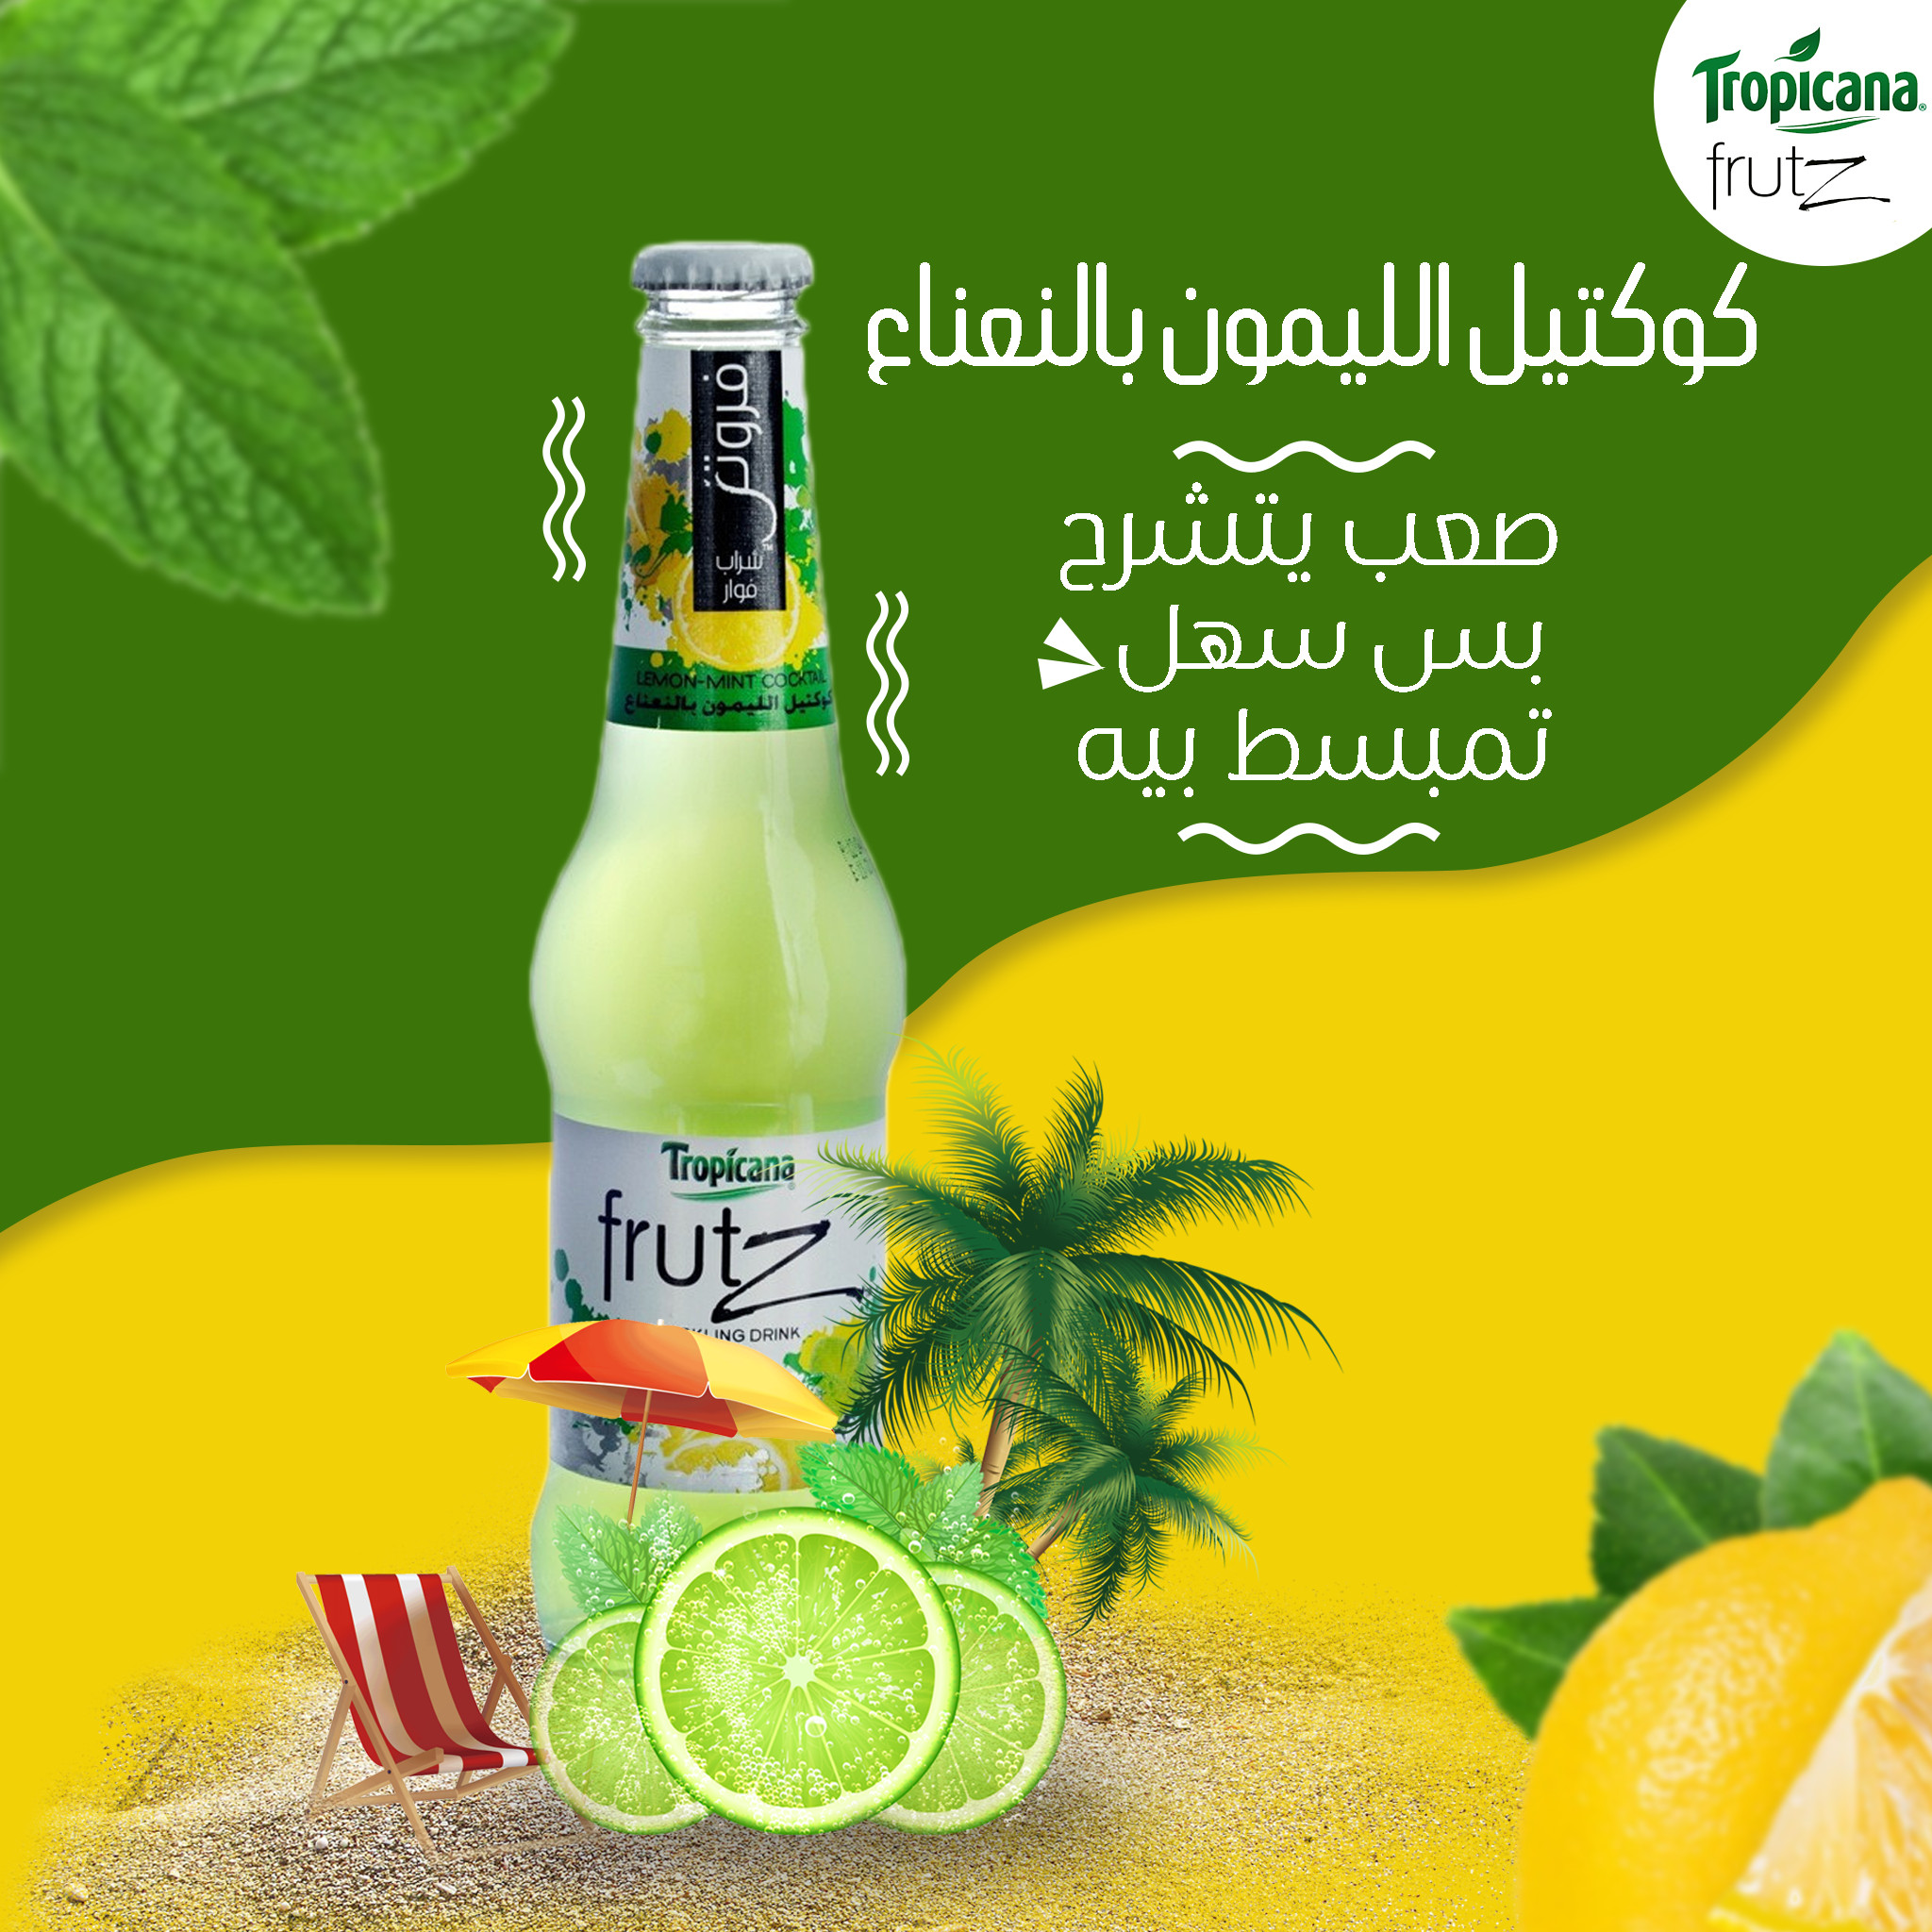 Tropicana
frutz
كوكتيل الليمون بالنعناع
صعب يتشرح
بس سهل
تمبسط بيه
فروتز
شراب
فوار
LEMON-MINT COCKTAIL
كوكتيل الليمون بالنعناع
Tropicana
frutz
DRINK